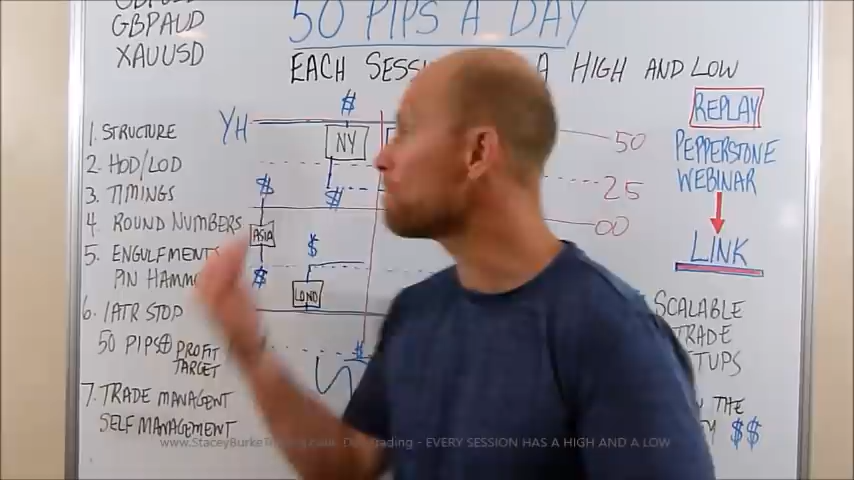 50 PIPS A DAY
GBPAUD
XAUUSD
EACH A HIGH AND LOW
1. STRUCTURE
2. HOD/LOD
3. TIMINGS
4. ROUND NUMBERS
5. ENGULFMENTS
PIN
6. 1ATR STOP
50 PIPS⊕ PROFIT
TARGET
7. TRADE MANAGEMENT
SELF MANAGEMENT
YH
$
NY
50
$
$
25
ASIA
00
$
$
LOND
$
REPLAY
PEPPERSTONE
WEBINAR
LINK
SCALABLE
TRADE
THE
$$
www.StaceyBurke Trading - EVERY SESSION HAS A HIGH AND A LOW